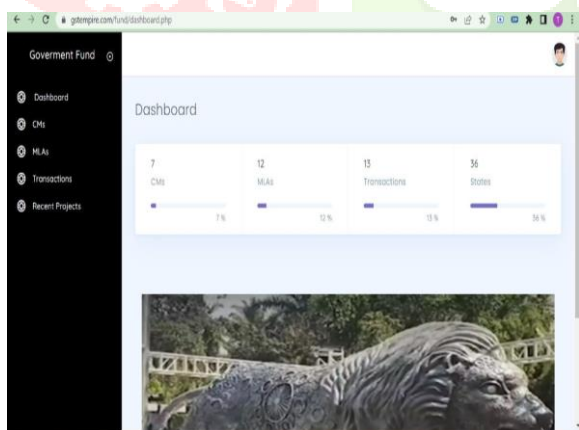 gstempire.com/fund/dashboard.php
Goverment Fund
Dashboard
CMs
MLAs
Transactions
Recent Projects
Dashboard
7 12 13 36
CMs MLAs Transactions States
7 % 12 % 13 % 36 %